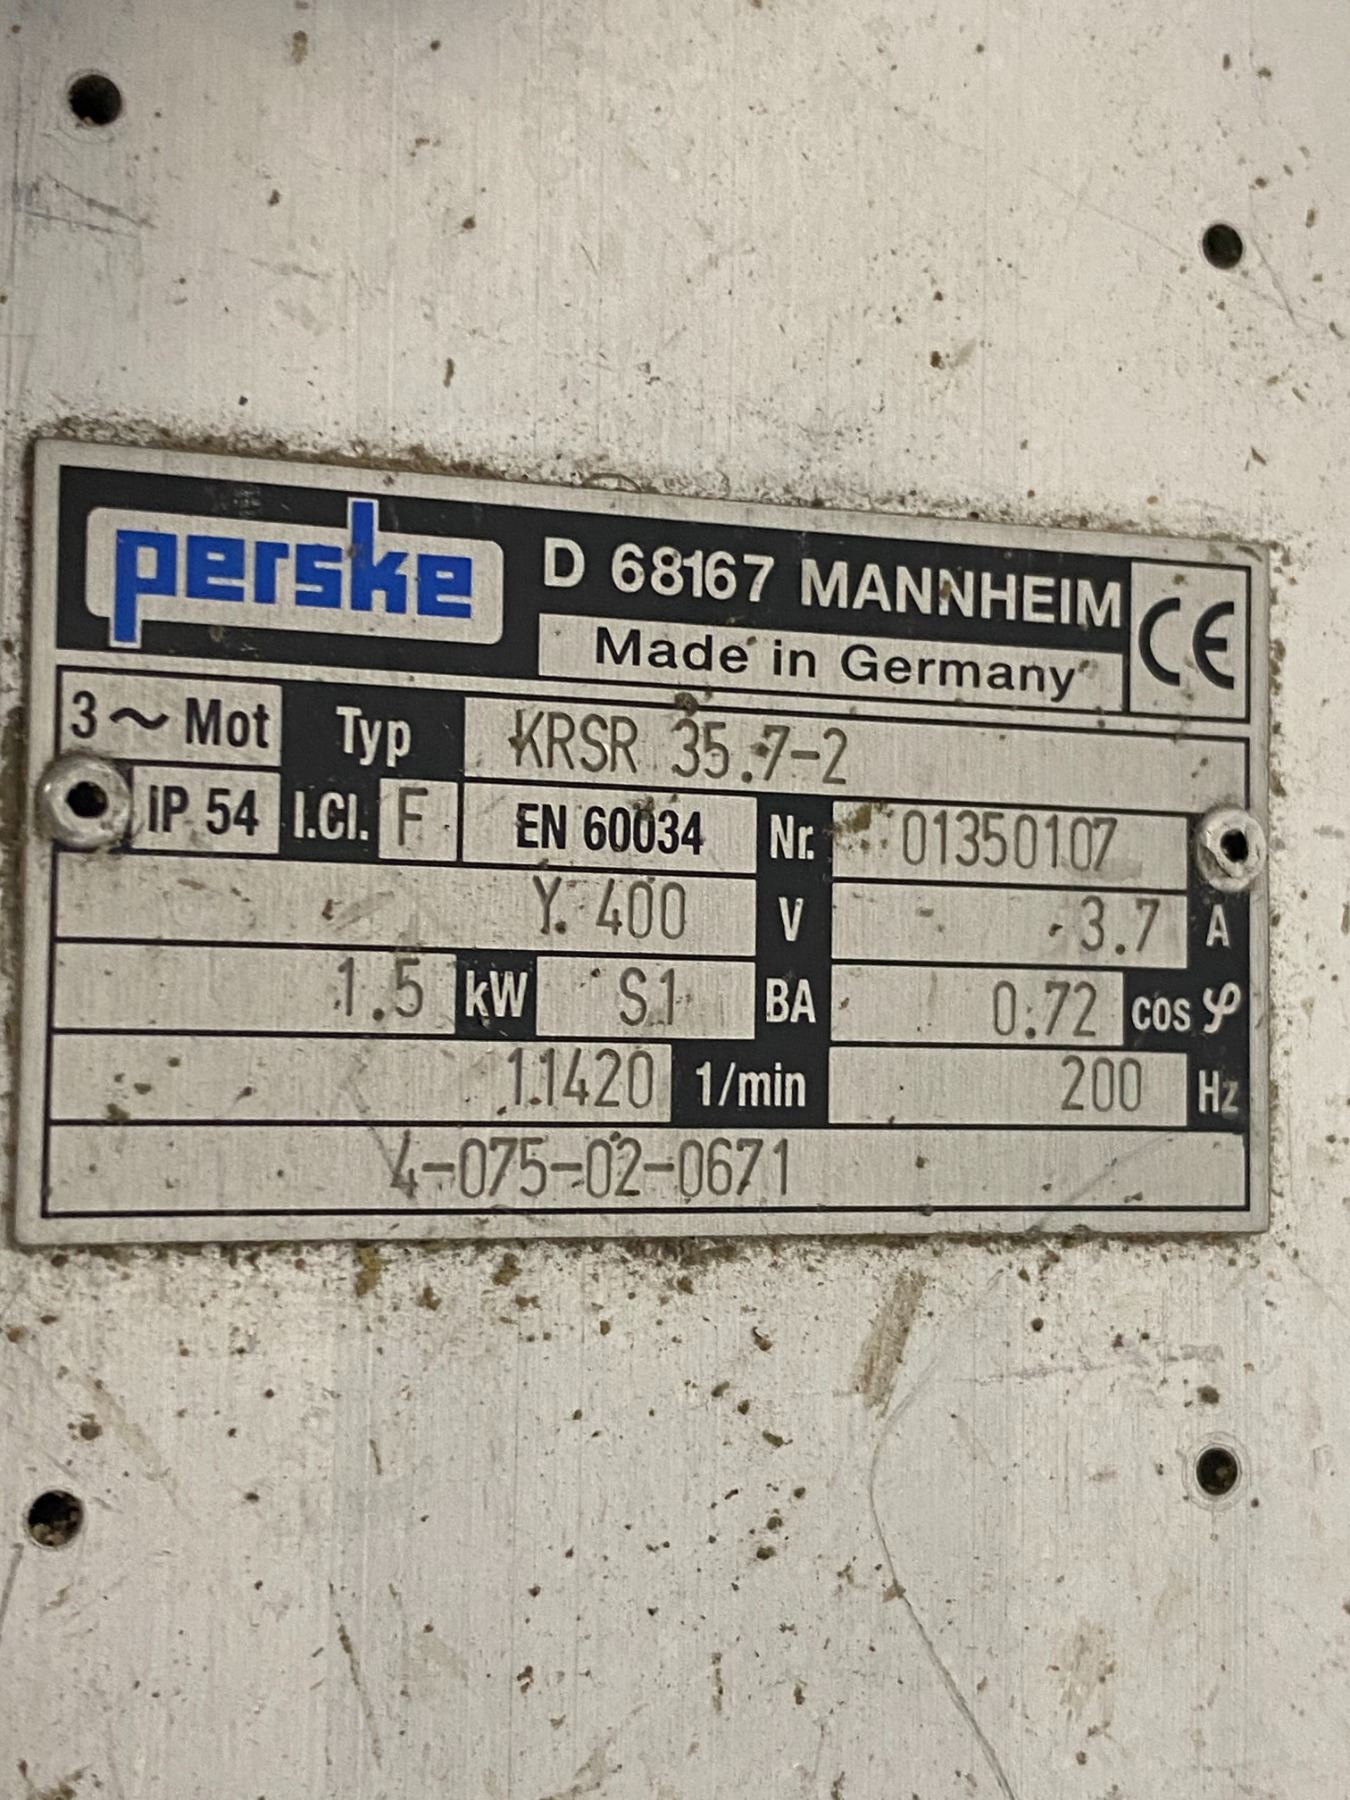 perske D 68167 MANNHEIM CE
Made in Germany
3 ~ Mot Typ KRSR 35.7-2
IP 54 I.Cl. F EN 60034 Nr. 01350107
Y 400 V 3.7 A
1.5 kW S1 BA 0.72 cos φ
11420 1/min 200 Hz
4-075-02-0671